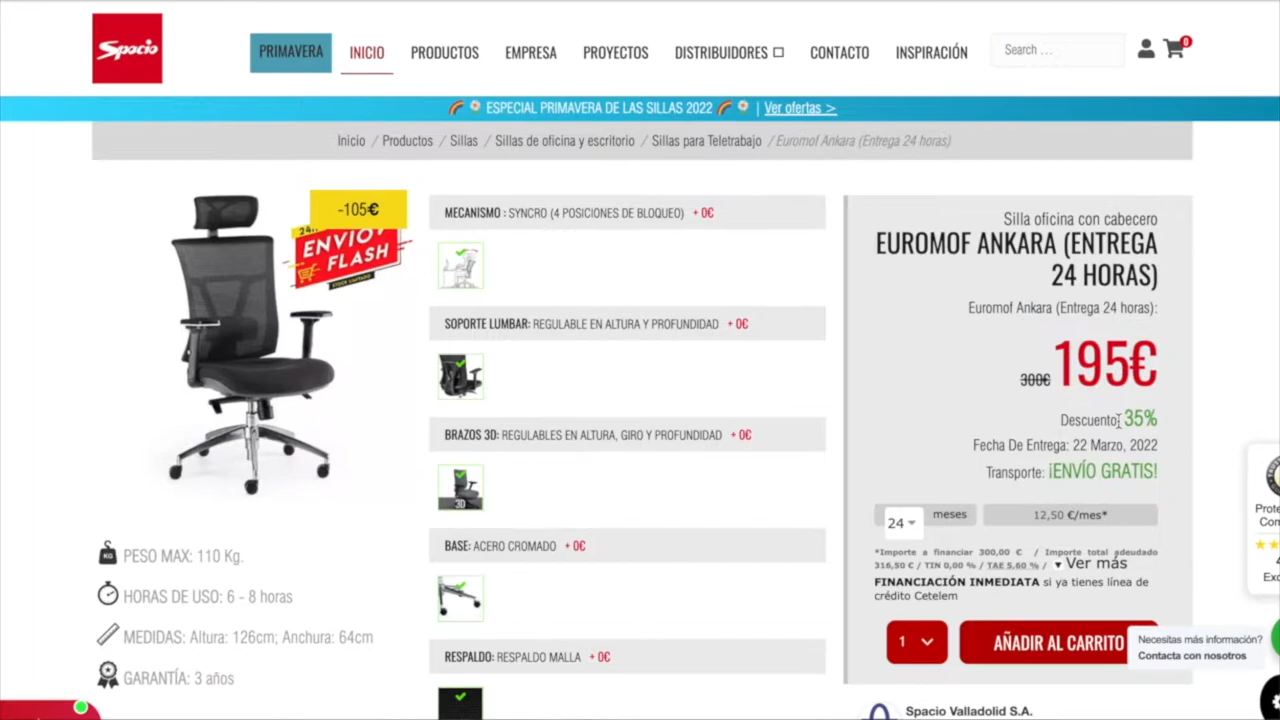 Spacio
PRIMAVERA
INICIO
PRODUCTOS
EMPRESA
PROYECTOS
DISTRIBUIDORES
CONTACTO
INSPIRACIÓN
Search ...
0
ESPECIAL PRIMAVERA DE LAS SILLAS 2022 | Ver ofertas >
Inicio / Productos / Sillas / Sillas de oficina y escritorio / Sillas para Teletrabajo / Euromof Ankara (Entrega 24 horas)
-105€
ENVÍO
FLASH
PESO MAX: 110 Kg.
HORAS DE USO: 6 - 8 horas
MEDIDAS: Altura: 126cm; Anchura: 64cm
GARANTÍA: 3 años
MECANISMO : SYNCRO (4 POSICIONES DE BLOQUEO) + 0€
SOPORTE LUMBAR: REGULABLE EN ALTURA Y PROFUNDIDAD + 0€
BRAZOS 3D: REGULABLES EN ALTURA, GIRO Y PROFUNDIDAD + 0€
3D
BASE: ACERO CROMADO + 0€
RESPALDO: RESPALDO MALLA + 0€
Silla oficina con cabecero
EUROMOF ANKARA (ENTREGA
24 HORAS)
Euromof Ankara (Entrega 24 horas):
300€ 195€
Descuento: 35%
Fecha De Entrega: 22 Marzo, 2022
Transporte: ¡ENVÍO GRATIS!
24 meses 12,50 €/mes*
*Importe a financiar 300,00 € / Importe total adeudado
316,50 € / TIN 0,00 % / TAE 5,60 % / ▼ Ver más
FINANCIACIÓN INMEDIATA si ya tienes línea de
crédito Cetelem
1
AÑADIR AL CARRITO
Necesitas más información?
Contacta con nosotros
Spacio Valladolid S.A.